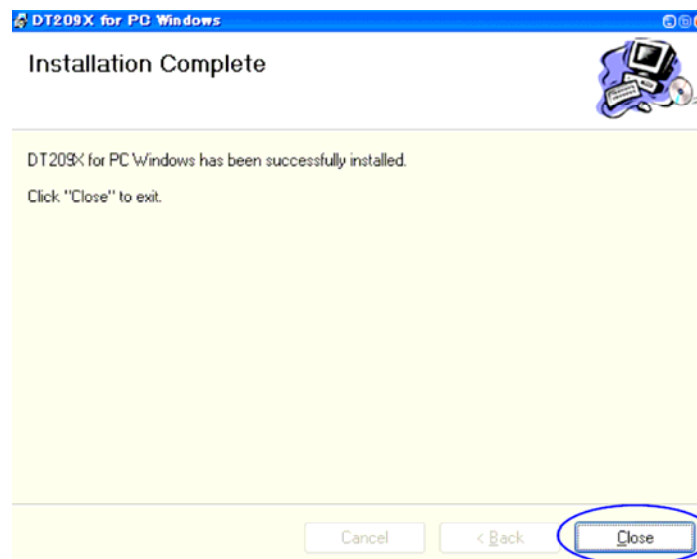 DT209X for PC Windows
Installation Complete
DT209X for PC Windows has been successfully installed.
Click "Close" to exit.
Cancel
< Back
Close